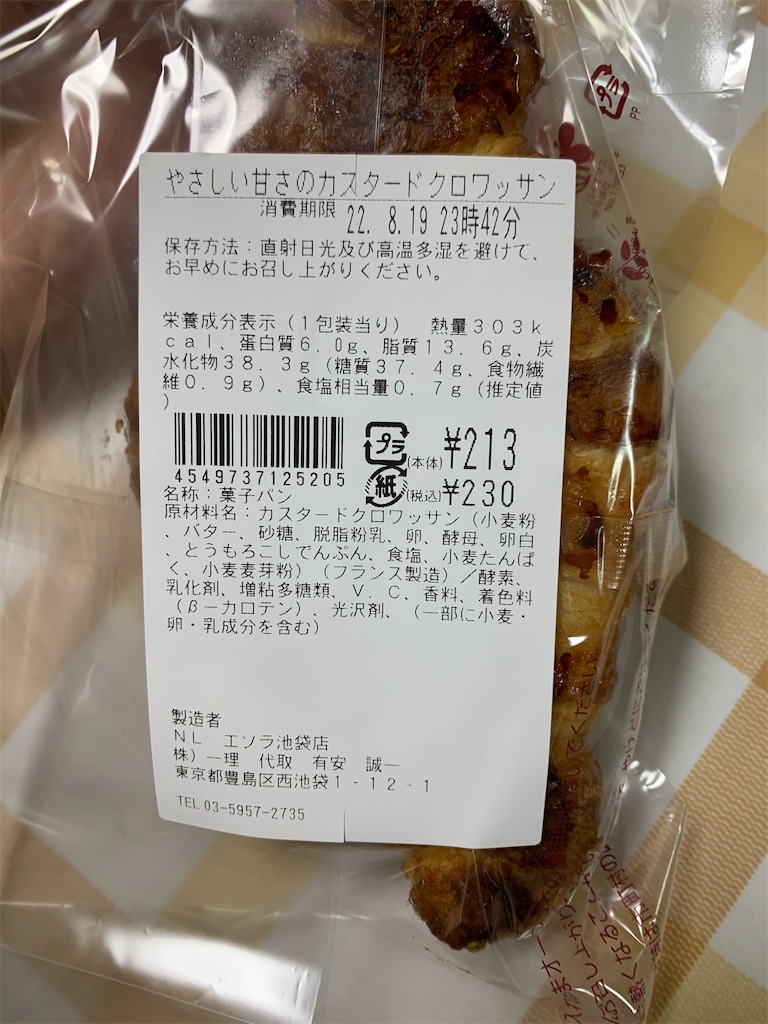 やさしい甘さのカスタードクロワッサン
消費期限 22. 8.19 23時42分
保存方法：直射日光及び高温多湿を避けて、
お早めにお召し上がりください。
栄養成分表示（1包装当り） 熱量303k
cal、蛋白質6.0g、脂質13.6g、炭
水化物38.3g（糖質37.4g、食物繊
維0.9g）、食塩相当量0.7g（推定値
）
プラ (本体) ¥213
紙 (税込) ¥230
4549737125205
名称：菓子パン
原材料名：カスタードクロワッサン（小麦粉
、バター、砂糖、脱脂粉乳、卵、酵母、卵白
、とうもろこしでんぷん、食塩、小麦たんぱ
く、小麦麦芽粉）（フランス製造）／酵素、
乳化剤、増粘多糖類、V.C、香料、着色料
（β－カロテン）、光沢剤、（一部に小麦・
卵・乳成分を含む）
製造者
NL エソラ池袋店
株）一理 代取 有安 誠一
東京都豊島区西池袋1-12-1
TEL 03-5957-2735
プラ
PP